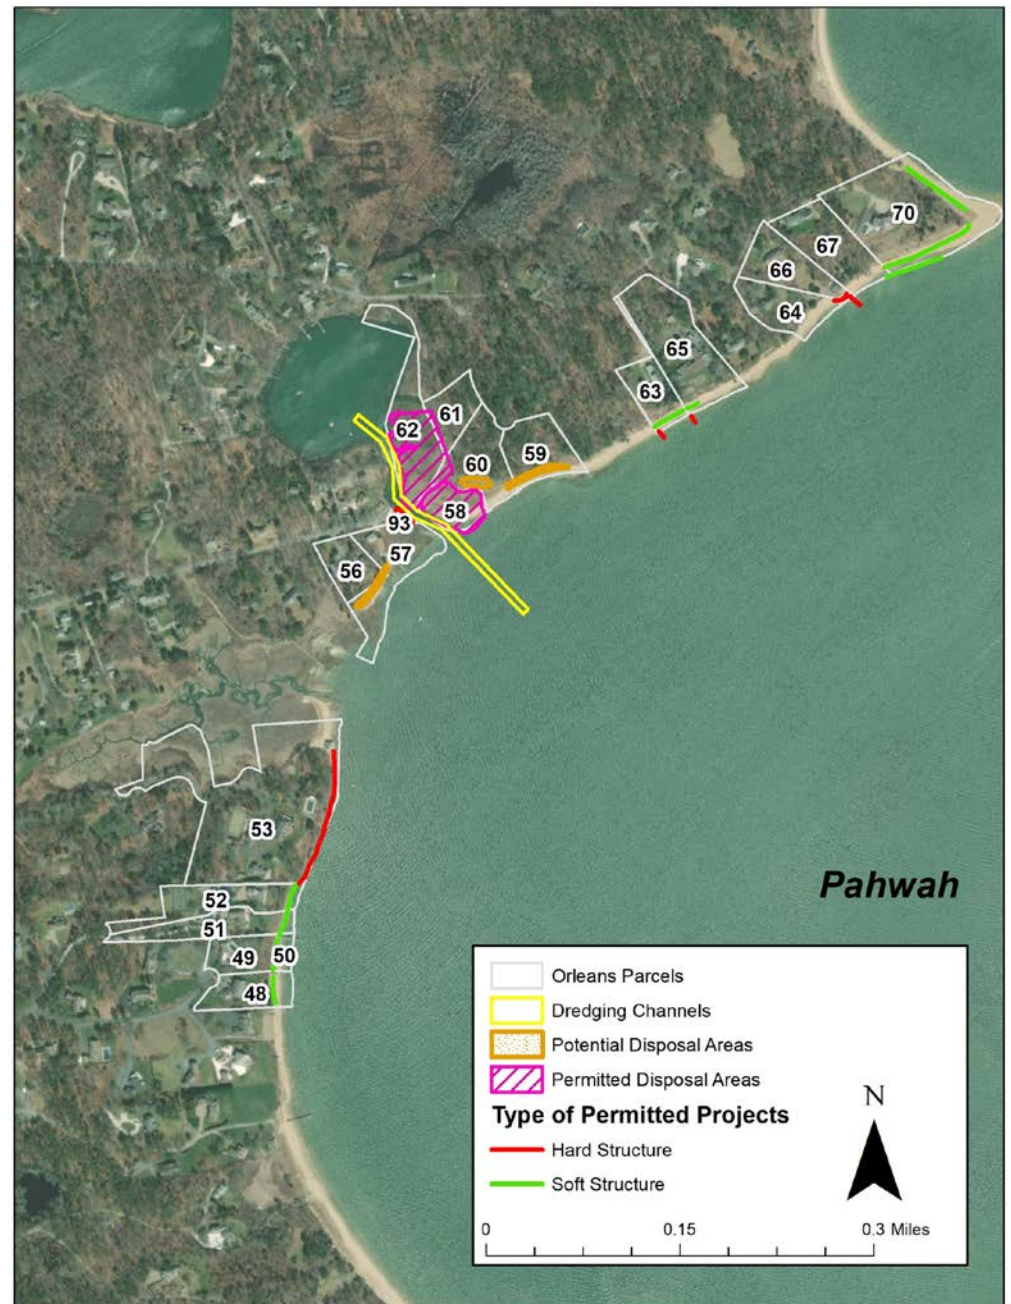 70
67
66
64
65
63
61
62
59
60
58
93
57
56
53
52
51
49
50
48
Pahwah
Orleans Parcels
Dredging Channels
Potential Disposal Areas
Permitted Disposal Areas
Type of Permitted Projects
Hard Structure
Soft Structure
N
0 0.15 0.3 Miles